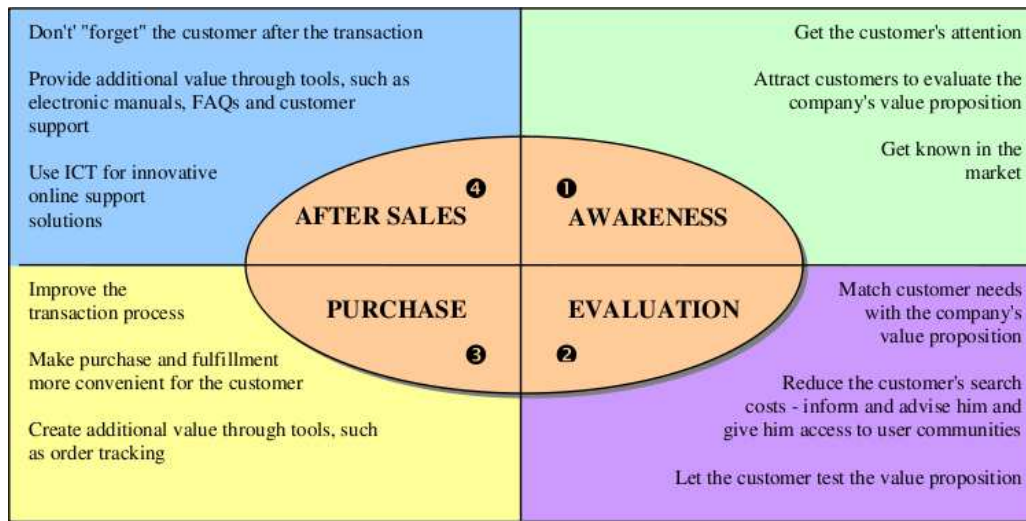 Don't' "forget" the customer after the transaction
Provide additional value through tools, such as
electronic manuals, FAQs and customer
support
Use ICT for innovative
online support
solutions
Get the customer's attention
Attract customers to evaluate the
company's value proposition
Get known in the
market
❹
AFTER SALES
❶
AWARENESS
PURCHASE
❸
EVALUATION
❷
Improve the
transaction process
Make purchase and fulfillment
more convenient for the customer
Create additional value through tools, such
as order tracking
Match customer needs
with the company's
value proposition
Reduce the customer's search
costs - inform and advise him and
give him access to user communities
Let the customer test the value proposition